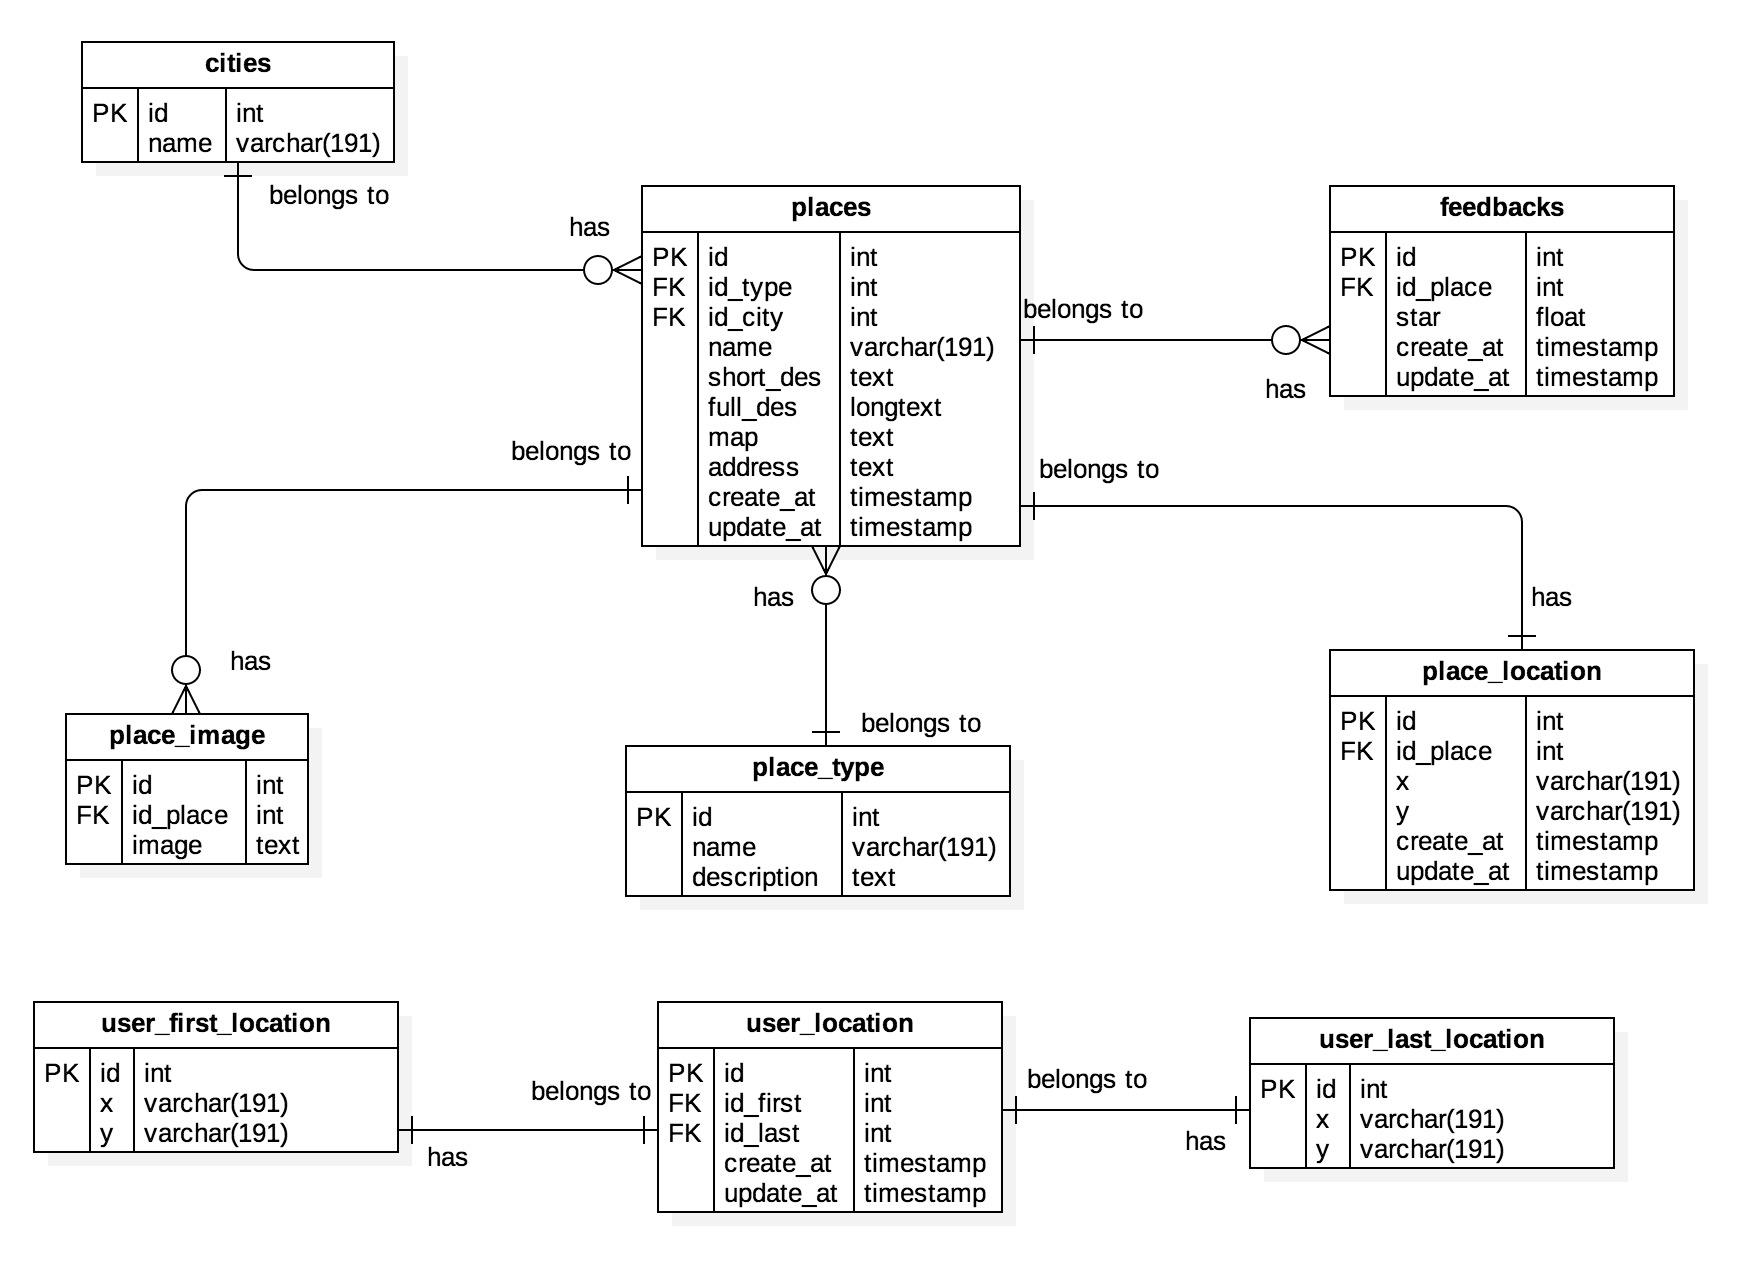 cities
PK id int
name varchar(191)
belongs to
has
places
PK id int
FK id_type int
FK id_city int
name varchar(191)
short_des text
full_des longtext
map text
address text
create_at timestamp
update_at timestamp
belongs to
has
feedbacks
PK id int
FK id_place int
star float
create_at timestamp
update_at timestamp
belongs to
has
place_image
PK id int
FK id_place int
image text
has
belongs to
place_type
PK id int
name varchar(191)
description text
belongs to
has
place_location
PK id int
FK id_place int
x varchar(191)
y varchar(191)
create_at timestamp
update_at timestamp
user_first_location
PK id int
x varchar(191)
y varchar(191)
has
belongs to
user_location
PK id int
FK id_first int
FK id_last int
create_at timestamp
update_at timestamp
belongs to
has
user_last_location
PK id int
x varchar(191)
y varchar(191)